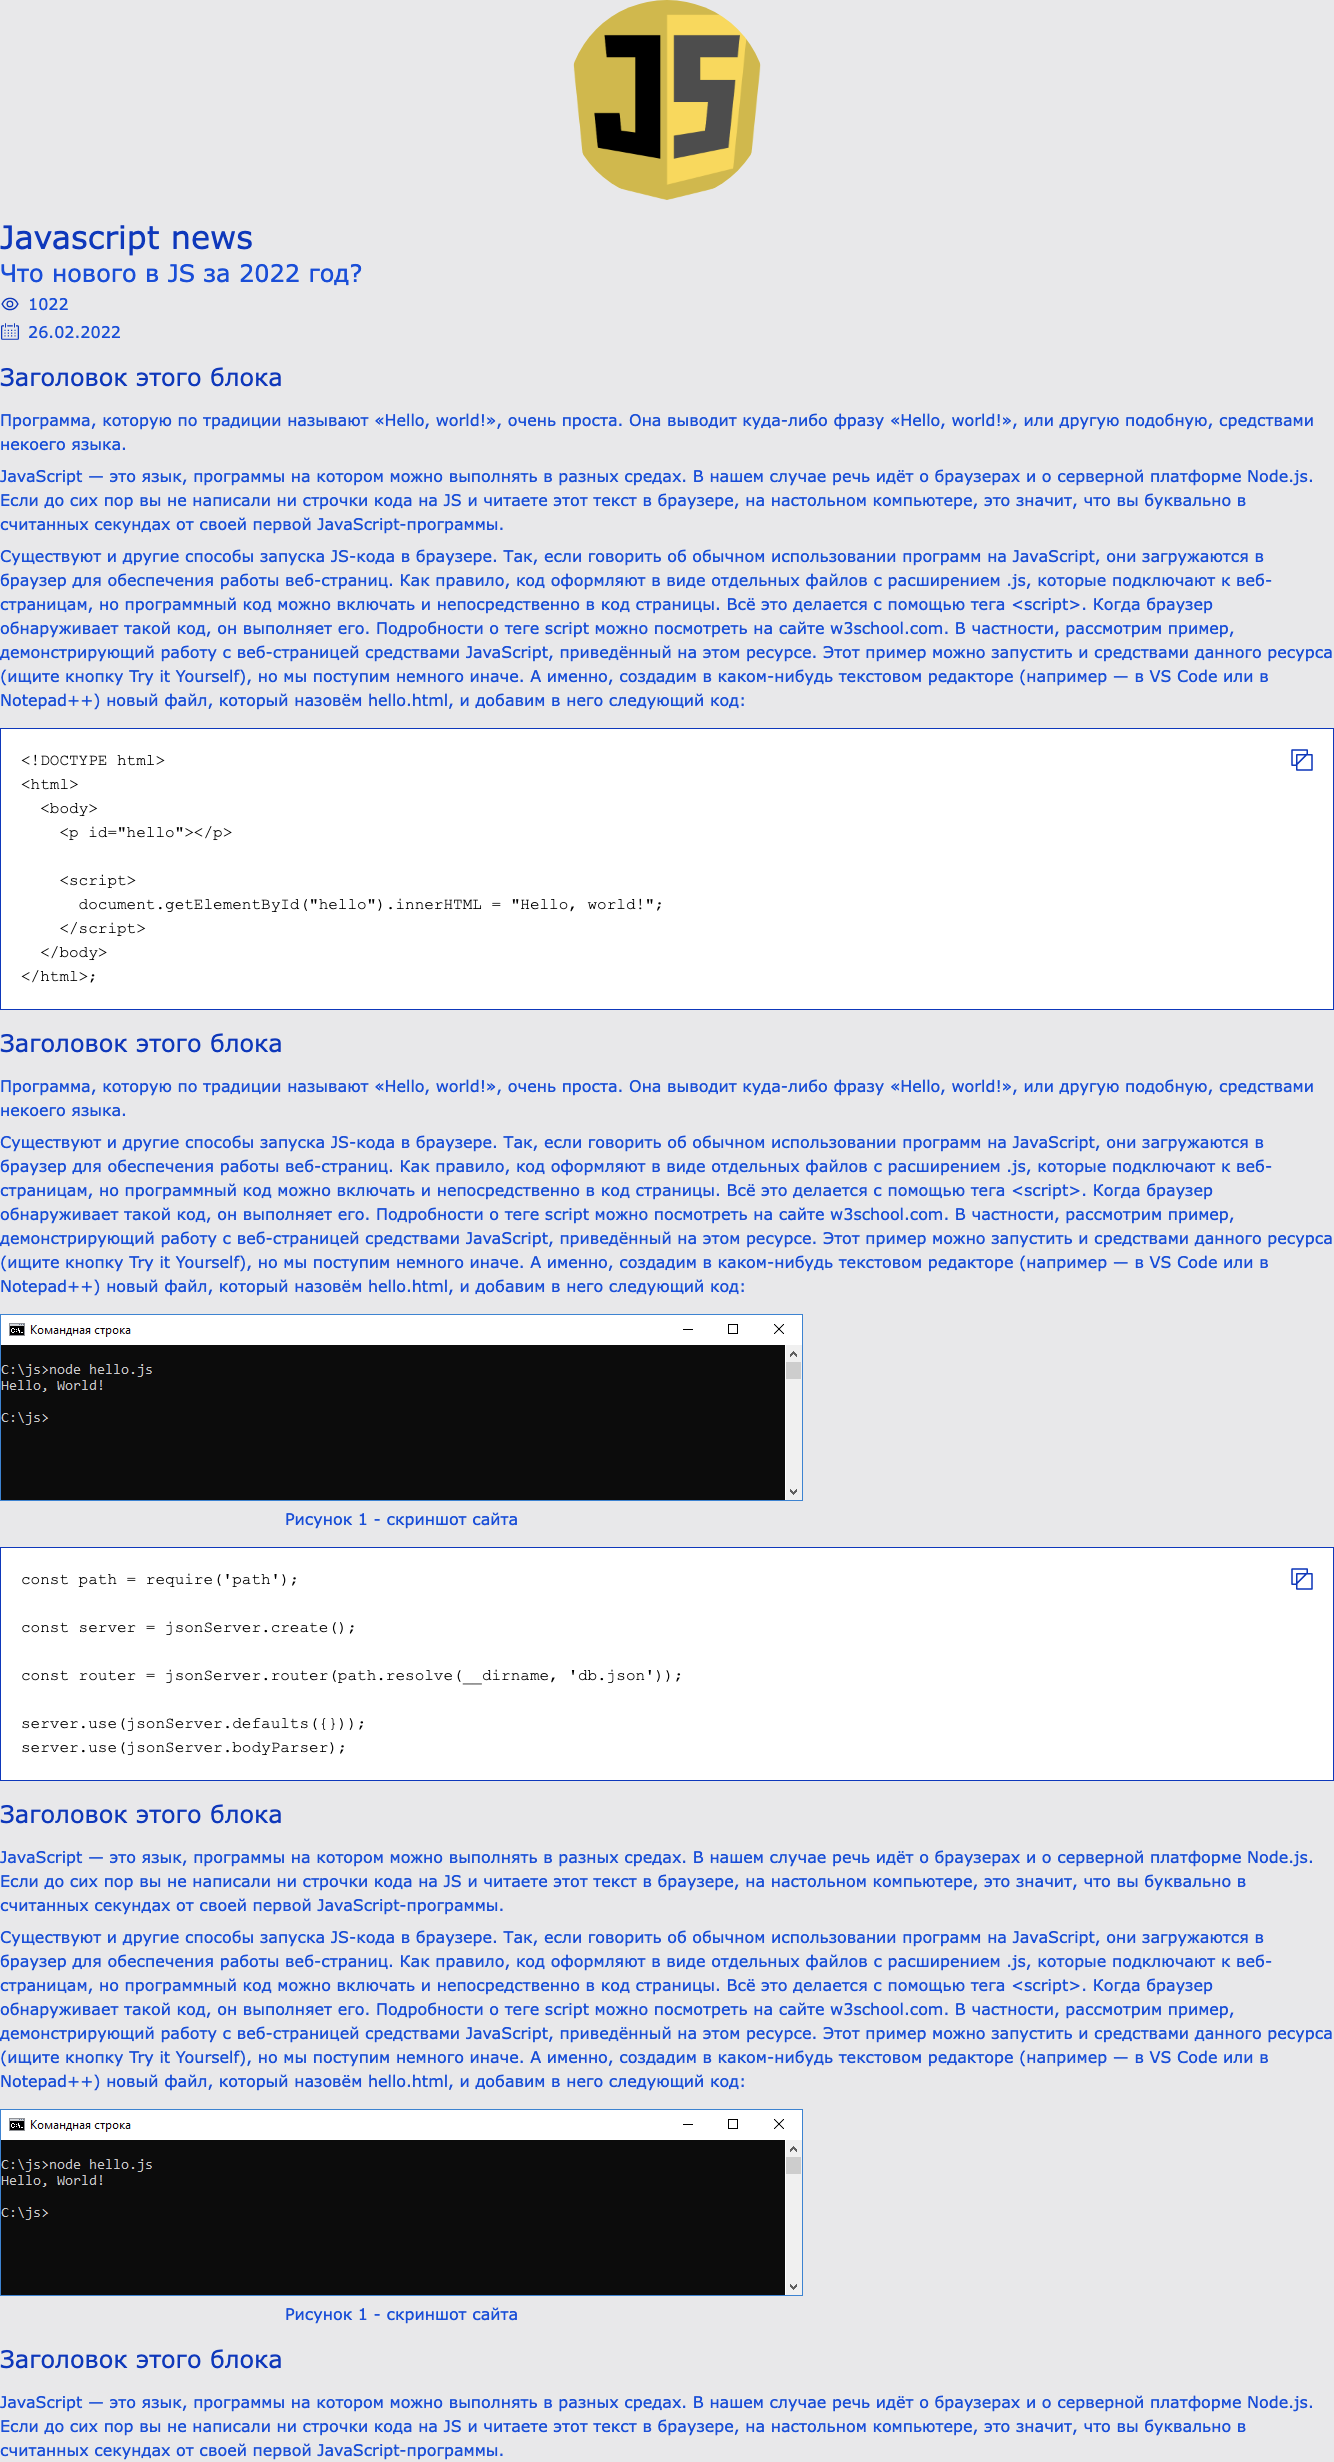 JS
Javascript news
Что нового в JS за 2022 год?
1022
26.02.2022
Заголовок этого блока
Программа, которую по традиции называют «Hello, world!», очень проста. Она выводит куда-либо фразу «Hello, world!», или другую подобную, средствами
некоего языка.
JavaScript — это язык, программы на котором можно выполнять в разных средах. В нашем случае речь идёт о браузерах и о серверной платформе Node.js.
Если до сих пор вы не написали ни строчки кода на JS и читаете этот текст в браузере, на настольном компьютере, это значит, что вы буквально в
считанных секундах от своей первой JavaScript-программы.
Существуют и другие способы запуска JS-кода в браузере. Так, если говорить об обычном использовании программ на JavaScript, они загружаются в
браузер для обеспечения работы веб-страниц. Как правило, код оформляют в виде отдельных файлов с расширением .js, которые подключают к веб-
страницам, но программный код можно включать и непосредственно в код страницы. Всё это делается с помощью тега <script>. Когда браузер
обнаруживает такой код, он выполняет его. Подробности о теге script можно посмотреть на сайте w3school.com. В частности, рассмотрим пример,
демонстрирующий работу с веб-страницей средствами JavaScript, приведённый на этом ресурсе. Этот пример можно запустить и средствами данного ресурса
(ищите кнопку Try it Yourself), но мы поступим немного иначе. А именно, создадим в каком-нибудь текстовом редакторе (например — в VS Code или в
Notepad++) новый файл, который назовём hello.html, и добавим в него следующий код:
<!DOCTYPE html>
<html>
<body>
<p id="hello"></p>
<script>
document.getElementById("hello").innerHTML = "Hello, world!";
</script>
</body>
</html>;
Заголовок этого блока
Программа, которую по традиции называют «Hello, world!», очень проста. Она выводит куда-либо фразу «Hello, world!», или другую подобную, средствами
некоего языка.
Существуют и другие способы запуска JS-кода в браузере. Так, если говорить об обычном использовании программ на JavaScript, они загружаются в
браузер для обеспечения работы веб-страниц. Как правило, код оформляют в виде отдельных файлов с расширением .js, которые подключают к веб-
страницам, но программный код можно включать и непосредственно в код страницы. Всё это делается с помощью тега <script>. Когда браузер
обнаруживает такой код, он выполняет его. Подробности о теге script можно посмотреть на сайте w3school.com. В частности, рассмотрим пример,
демонстрирующий работу с веб-страницей средствами JavaScript, приведённый на этом ресурсе. Этот пример можно запустить и средствами данного ресурса
(ищите кнопку Try it Yourself), но мы поступим немного иначе. А именно, создадим в каком-нибудь текстовом редакторе (например — в VS Code или в
Notepad++) новый файл, который назовём hello.html, и добавим в него следующий код:
Командная строка
C:\js>node hello.js
Hello, World!
C:\js>
Рисунок 1 - скриншот сайта
const path = require('path');
const server = jsonServer.create();
const router = jsonServer.router(path.resolve(__dirname, 'db.json'));
server.use(jsonServer.defaults({}));
server.use(jsonServer.bodyParser);
Заголовок этого блока
JavaScript — это язык, программы на котором можно выполнять в разных средах. В нашем случае речь идёт о браузерах и о серверной платформе Node.js.
Если до сих пор вы не написали ни строчки кода на JS и читаете этот текст в браузере, на настольном компьютере, это значит, что вы буквально в
считанных секундах от своей первой JavaScript-программы.
Существуют и другие способы запуска JS-кода в браузере. Так, если говорить об обычном использовании программ на JavaScript, они загружаются в
браузер для обеспечения работы веб-страниц. Как правило, код оформляют в виде отдельных файлов с расширением .js, которые подключают к веб-
страницам, но программный код можно включать и непосредственно в код страницы. Всё это делается с помощью тега <script>. Когда браузер
обнаруживает такой код, он выполняет его. Подробности о теге script можно посмотреть на сайте w3school.com. В частности, рассмотрим пример,
демонстрирующий работу с веб-страницей средствами JavaScript, приведённый на этом ресурсе. Этот пример можно запустить и средствами данного ресурса
(ищите кнопку Try it Yourself), но мы поступим немного иначе. А именно, создадим в каком-нибудь текстовом редакторе (например — в VS Code или в
Notepad++) новый файл, который назовём hello.html, и добавим в него следующий код:
Командная строка
C:\js>node hello.js
Hello, World!
C:\js>
Рисунок 1 - скриншот сайта
Заголовок этого блока
JavaScript — это язык, программы на котором можно выполнять в разных средах. В нашем случае речь идёт о браузерах и о серверной платформе Node.js.
Если до сих пор вы не написали ни строчки кода на JS и читаете этот текст в браузере, на настольном компьютере, это значит, что вы буквально в
считанных секундах от своей первой JavaScript-программы.